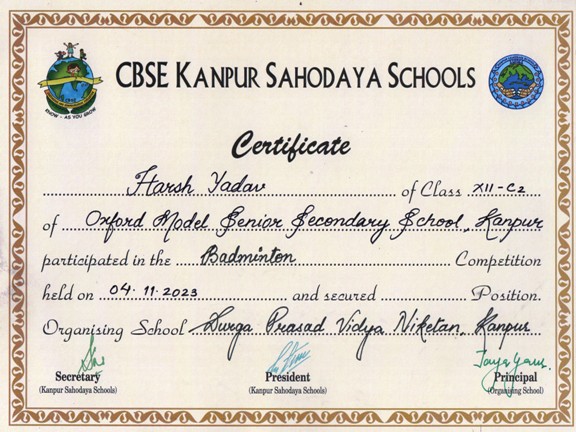 CBSE KANPUR SAHODAYA SCHOOLS
KNOW - AS YOU GROW
Certificate
Harsh Yadav of Class XII-C2
of Oxford Model Senior Secondary School, Kanpur
participated in the Badminton Competition
held on 04.11.2023 and secured Position.
Organising School Durga Prasad Vidya Niketan, Kanpur
Secretary
(Kanpur Sahodaya Schools)
President
(Kanpur Sahodaya Schools)
Principal
(Organising School)